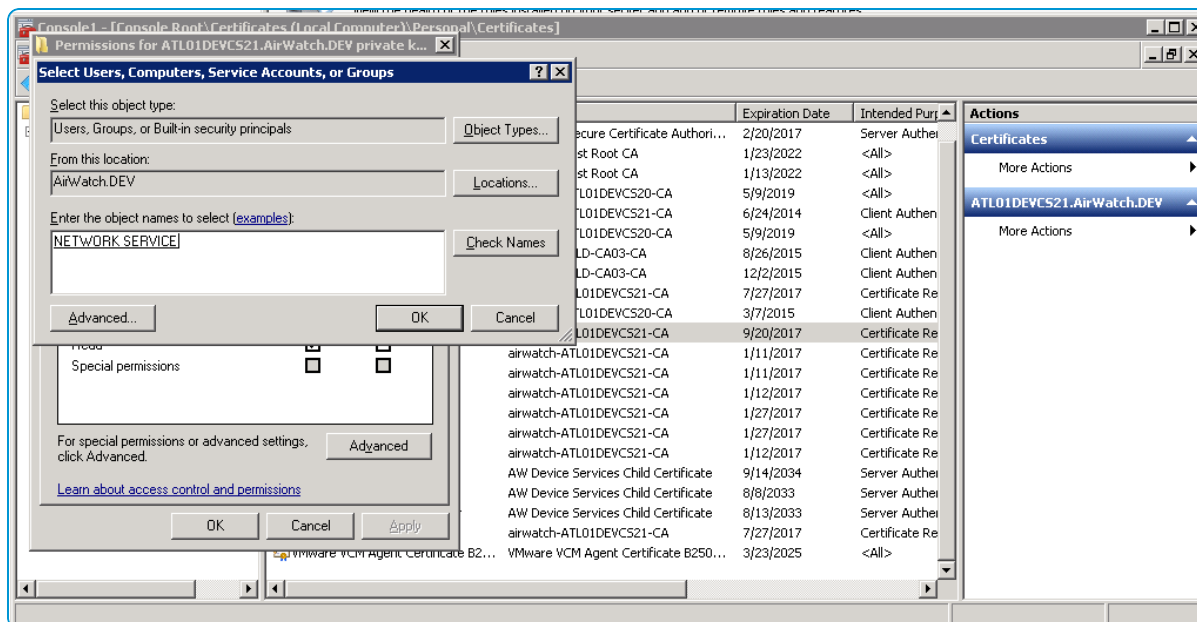 Console1 - [Console Root\Certificates (Local Computer)\Personal\Certificates]
Permissions for ATL01DEVCS21.AirWatch.DEV private k...
Select Users, Computers, Service Accounts, or Groups
Select this object type:
Users, Groups, or Built-in security principals
Object Types...
From this location:
AirWatch.DEV
Locations...
Enter the object names to select (examples):
NETWORK SERVICE
Check Names
Advanced...
OK
Cancel
Read
Special permissions
For special permissions or advanced settings,
click Advanced.
Advanced
Learn about access control and permissions
OK
Cancel
Apply
Expiration Date Intended Purp
ecure Certificate Authori... 2/20/2017 Server Authe
st Root CA 1/23/2022 <All>
st Root CA 1/13/2022 <All>
TL01DEVCS20-CA 5/9/2019 <All>
TL01DEVCS21-CA 6/24/2014 Client Authen
TL01DEVCS20-CA 5/9/2019 <All>
LD-CA03-CA 8/26/2015 Client Authen
LD-CA03-CA 12/2/2015 Client Authen
TL01DEVCS21-CA 7/27/2017 Certificate Re
TL01DEVCS20-CA 3/7/2015 Client Authen
TL01DEVCS21-CA 9/20/2017 Certificate Re
airwatch-ATL01DEVCS21-CA 1/11/2017 Certificate Re
airwatch-ATL01DEVCS21-CA 1/11/2017 Certificate Re
airwatch-ATL01DEVCS21-CA 1/12/2017 Certificate Re
airwatch-ATL01DEVCS21-CA 1/27/2017 Certificate Re
airwatch-ATL01DEVCS21-CA 1/27/2017 Certificate Re
airwatch-ATL01DEVCS21-CA 1/12/2017 Certificate Re
AW Device Services Child Certificate 9/14/2034 Server Authe
AW Device Services Child Certificate 8/8/2033 Server Authe
AW Device Services Child Certificate 8/13/2033 Server Authe
airwatch-ATL01DEVCS21-CA 7/27/2017 Certificate Re
VMware VCM Agent Certificate B2... VMware VCM Agent Certificate B250... 3/23/2025 <All>
Actions
Certificates
More Actions
ATL01DEVCS21.AirWatch.DEV
More Actions